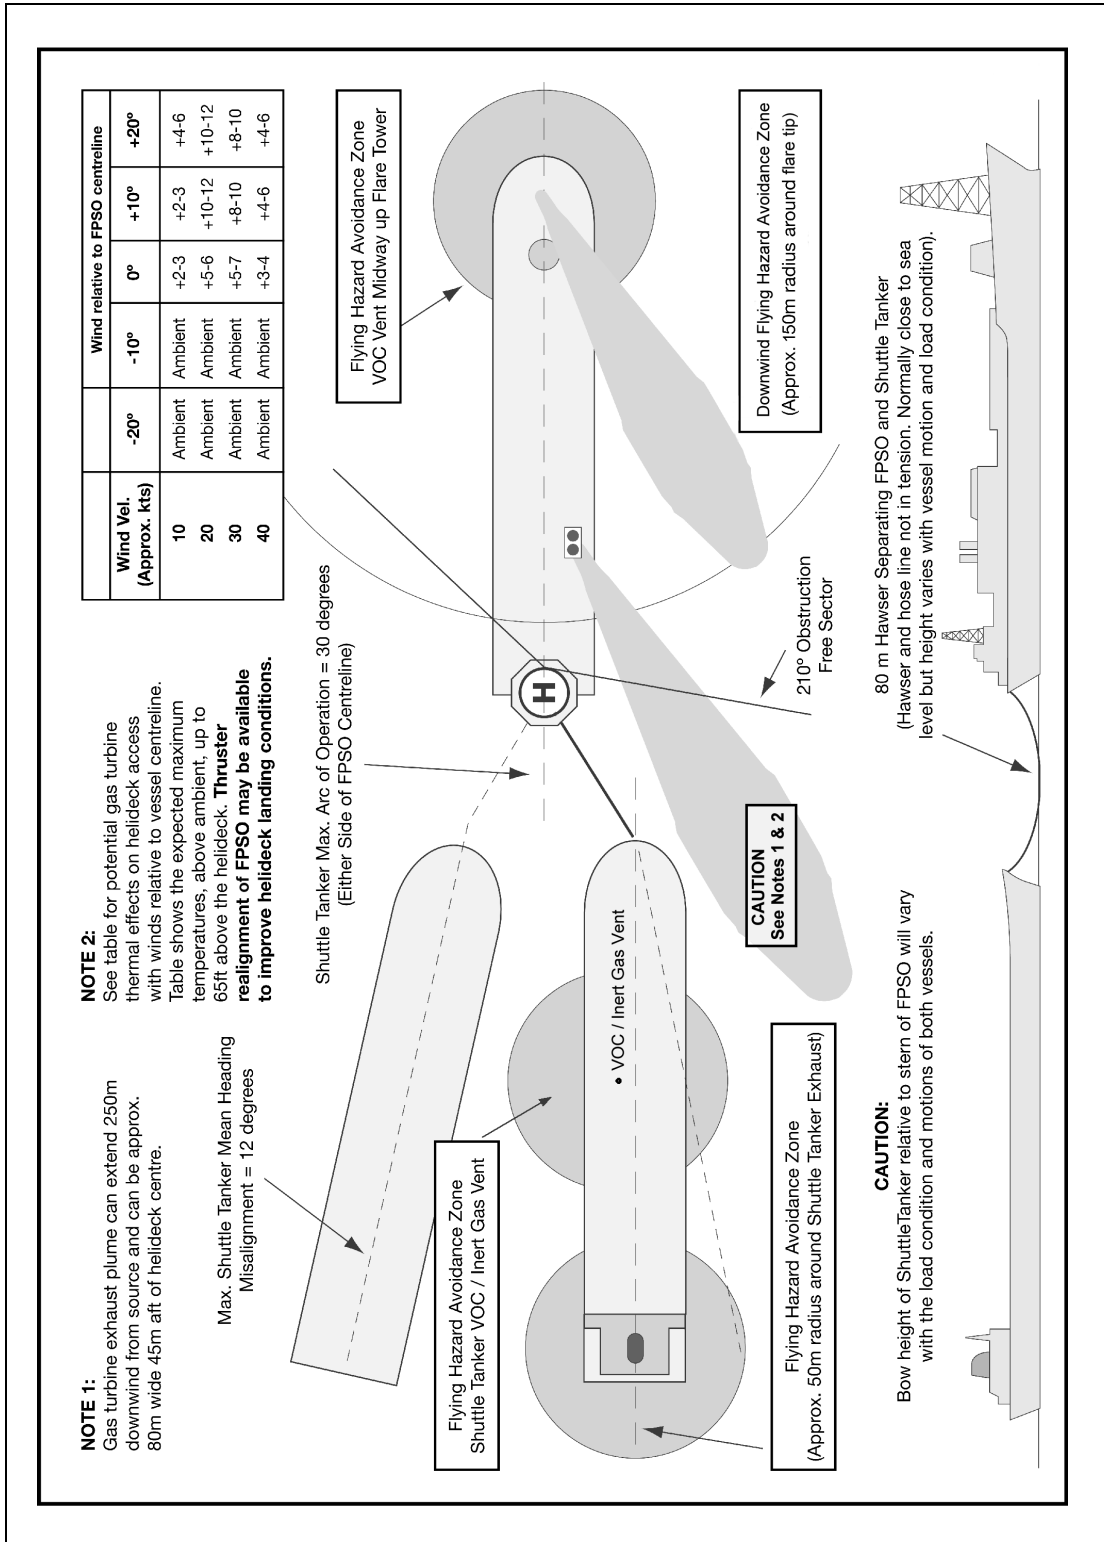 NOTE 1:
Gas turbine exhaust plume can extend 250m
downwind from source and can be approx.
80m wide 45m aft of helideck centre.
NOTE 2:
See table for potential gas turbine
thermal effects on helideck access
with winds relative to vessel centreline.
Table shows the expected maximum
temperatures, above ambient, up to
65ft above the helideck. Thruster
realignment of FPSO may be available
to improve helideck landing conditions.
Wind relative to FPSO centreline
Wind Vel. (Approx. kts) -20º -10º 0º +10º +20º
10 Ambient Ambient +2-3 +2-3 +4-6
20 Ambient Ambient +5-6 +10-12 +10-12
30 Ambient Ambient +5-7 +8-10 +8-10
40 Ambient Ambient +3-4 +4-6 +4-6
Max. Shuttle Tanker Mean Heading
Misalignment = 12 degrees
Shuttle Tanker Max. Arc of Operation = 30 degrees
(Either Side of FPSO Centreline)
Flying Hazard Avoidance Zone
VOC Vent Midway up Flare Tower
Flying Hazard Avoidance Zone
Shuttle Tanker VOC / Inert Gas Vent
H
VOC / Inert Gas Vent
CAUTION
See Notes 1 & 2
Downwind Flying Hazard Avoidance Zone
(Approx. 150m radius around flare tip)
210º Obstruction
Free Sector
Flying Hazard Avoidance Zone
(Approx. 50m radius around Shuttle Tanker Exhaust)
CAUTION:
Bow height of ShuttleTanker relative to stern of FPSO will vary
with the load condition and motions of both vessels.
80 m Hawser Separating FPSO and Shuttle Tanker
(Hawser and hose line not in tension. Normally close to sea
level but height varies with vessel motion and load condition).